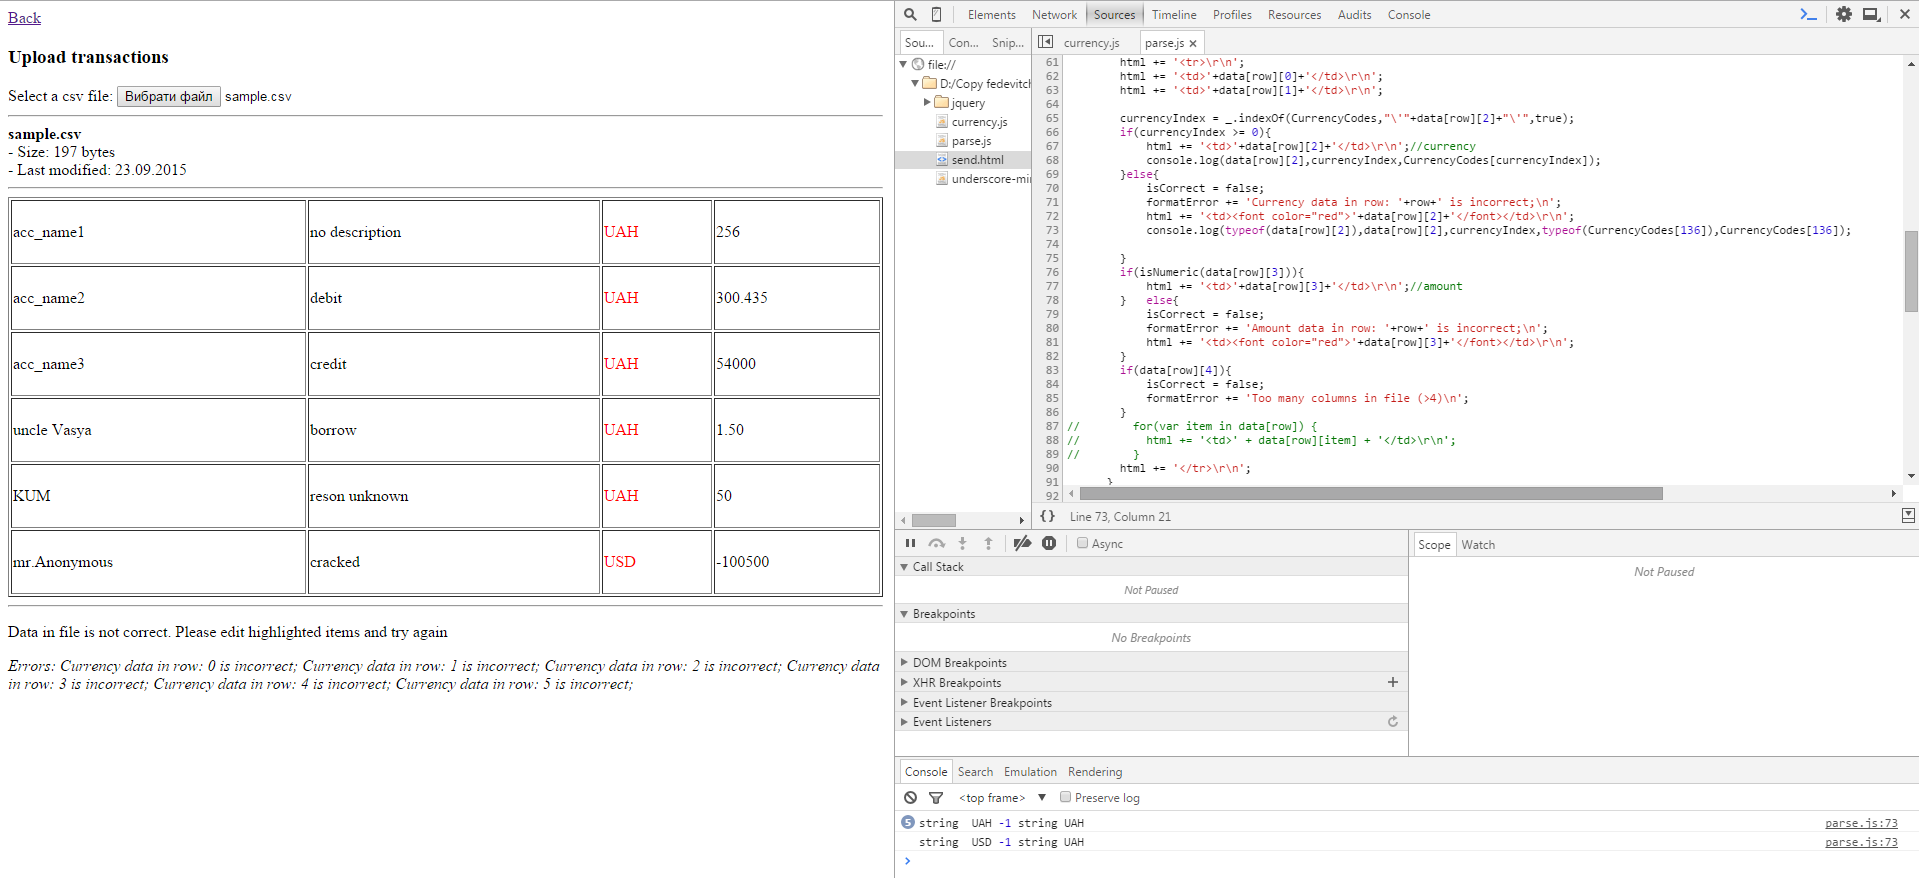 Back
Upload transactions
Select a csv file: Вибрати файл sample.csv
sample.csv
- Size: 197 bytes
- Last modified: 23.09.2015
acc_name1 no description UAH 256
acc_name2 debit UAH 300.435
acc_name3 credit UAH 54000
uncle Vasya borrow UAH 1.50
KUM reson unknown UAH 50
mr.Anonymous cracked USD -100500
Data in file is not correct. Please edit highlighted items and try again
Errors: Currency data in row: 0 is incorrect; Currency data in row: 1 is incorrect; Currency data in row: 2 is incorrect; Currency data
in row: 3 is incorrect; Currency data in row: 4 is incorrect; Currency data in row: 5 is incorrect;
Elements Network Sources Timeline Profiles Resources Audits Console
Sou... Con... Snip...
file://
D:/Copy fedevitch
jquery
currency.js
parse.js
send.html
underscore-mi
currency.js parse.js
61 html += '<tr>\r\n';
62 html += '<td>'+data[row][0]+'</td>\r\n';
63 html += '<td>'+data[row][1]+'</td>\r\n';
64
65 currencyIndex = _.indexOf(CurrencyCodes,"\'"+data[row][2]+"\'",true);
66 if(currencyIndex >= 0){
67 html += '<td>'+data[row][2]+'</td>\r\n';//currency
68 console.log(data[row][2],currencyIndex,CurrencyCodes[currencyIndex]);
69 }else{
70 isCorrect = false;
71 formatError += 'Currency data in row: '+row+' is incorrect;\n';
72 html += '<td><font color="red">'+data[row][2]+'</font></td>\r\n';
73 console.log(typeof(data[row][2]),data[row][2],currencyIndex,typeof(CurrencyCodes[136]),CurrencyCodes[136]);
74
75 }
76 if(isNumeric(data[row][3])){
77 html += '<td>'+data[row][3]+'</td>\r\n';//amount
78 } else{
79 isCorrect = false;
80 formatError += 'Amount data in row: '+row+' is incorrect;\n';
81 html += '<td><font color="red">'+data[row][3]+'</font></td>\r\n';
82 }
83 if(data[row][4]){
84 isCorrect = false;
85 formatError += 'Too many columns in file (>4)\n';
86 }
87 // for(var item in data[row]) {
88 // html += '<td>' + data[row][item] + '</td>\r\n';
89 // }
90 html += '</tr>\r\n';
91 }
92
{} Line 73, Column 21
Async
Call Stack
Not Paused
Breakpoints
No Breakpoints
DOM Breakpoints
XHR Breakpoints
Event Listener Breakpoints
Event Listeners
Scope Watch
Not Paused
Console Search Emulation Rendering
<top frame> Preserve log
5 string UAH -1 string UAH parse.js:73
string USD -1 string UAH parse.js:73